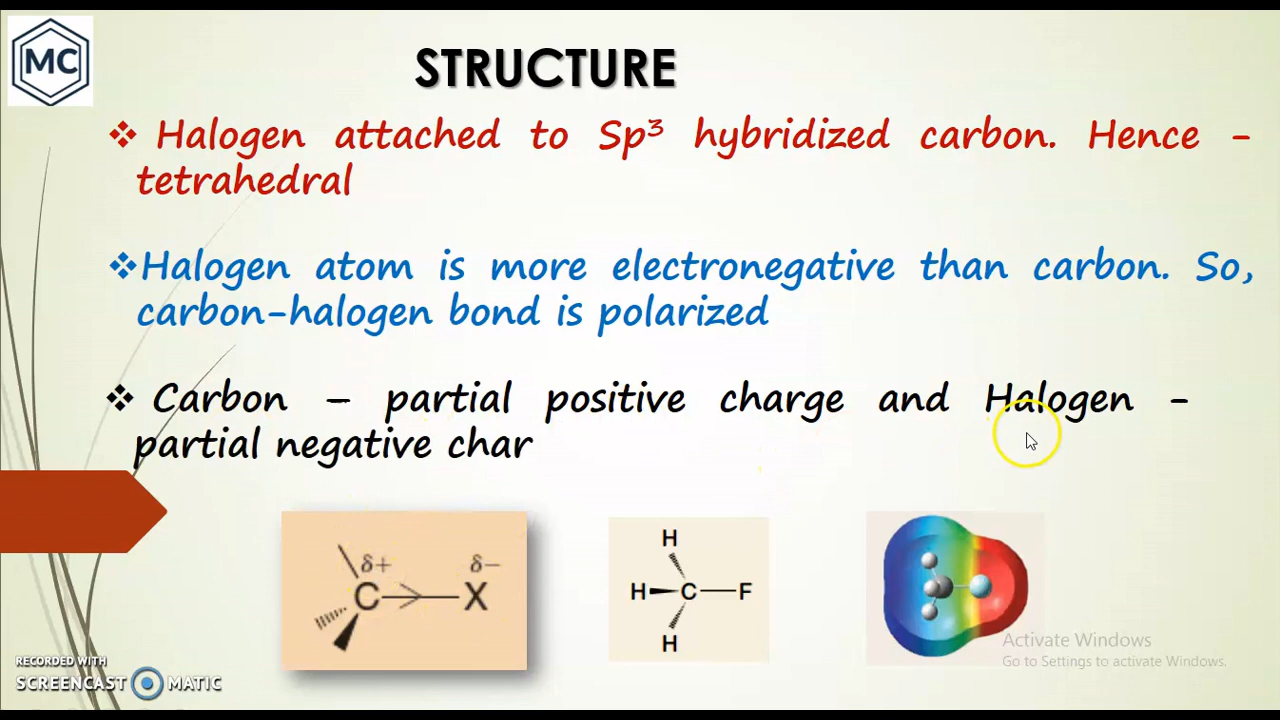 MC
STRUCTURE
❖ Halogen attached to Sp³ hybridized carbon. Hence -
tetrahedral
❖Halogen atom is more electronegative than carbon. So,
carbon-halogen bond is polarized
❖ Carbon – partial positive charge and Halogen -
partial negative char
δ+ δ−
C X
H
H C F
H
Activate Windows
Go to Settings to activate Windows.
RECORDED WITH
SCREENCAST MATIC